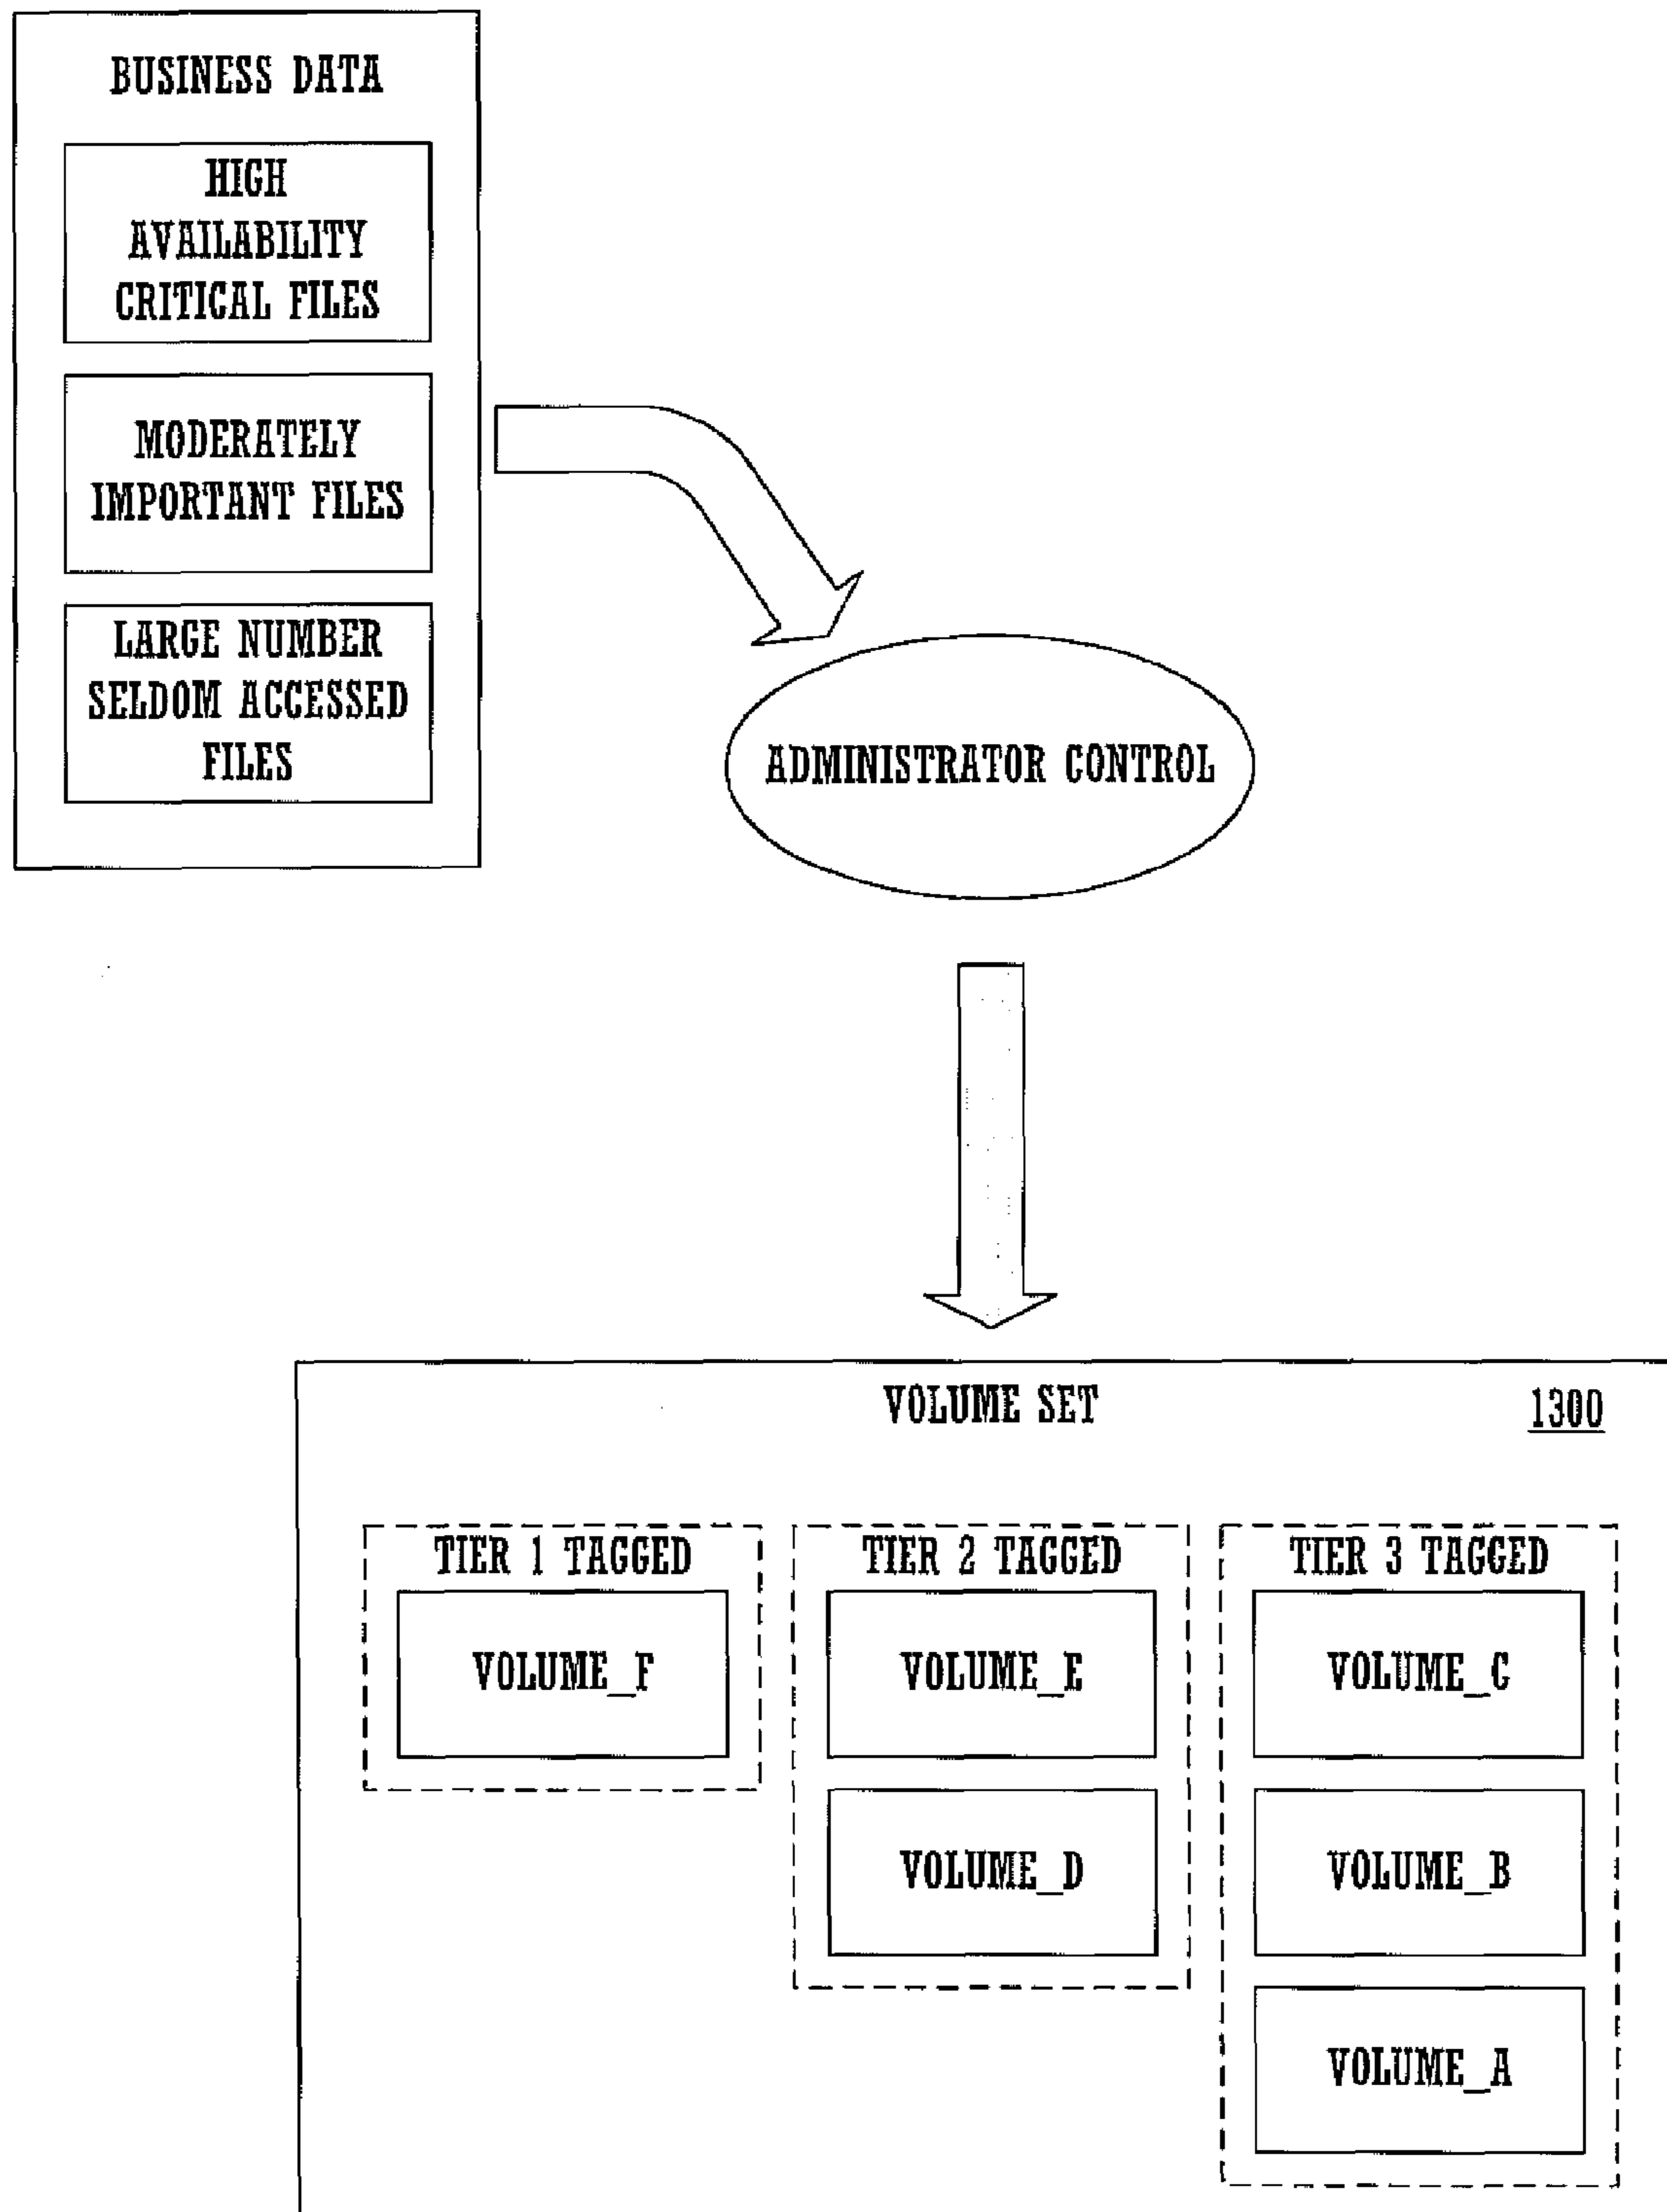 BUSINESS DATA
HIGH
AVAILABILITY
CRITICAL FILES
MODERATELY
IMPORTANT FILES
LARGE NUMBER
SELDOM ACCESSED
FILES
ADMINISTRATOR CONTROL
VOLUME SET
1300
TIER 1 TAGGED
TIER 2 TAGGED
TIER 3 TAGGED
VOLUME_F
VOLUME_E
VOLUME_C
VOLUME_D
VOLUME_B
VOLUME_A